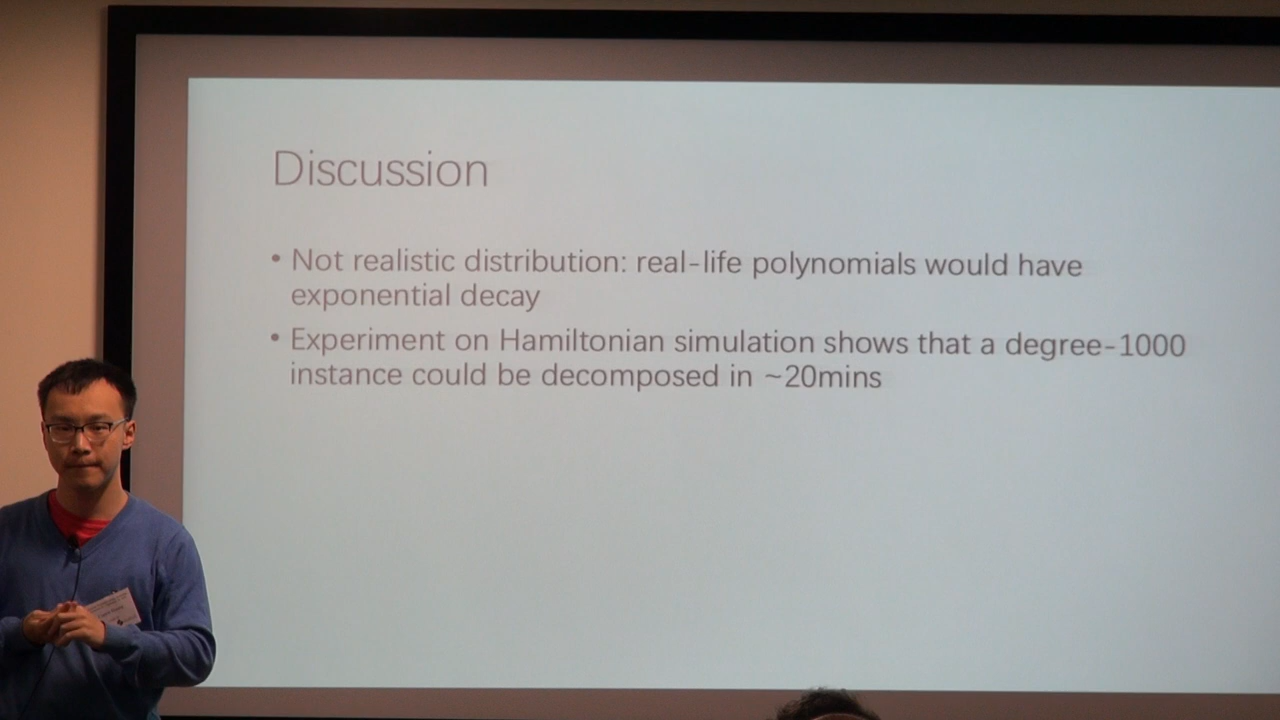 Discussion
• Not realistic distribution: real-life polynomials would have
exponential decay
• Experiment on Hamiltonian simulation shows that a degree-1000
instance could be decomposed in ~20mins